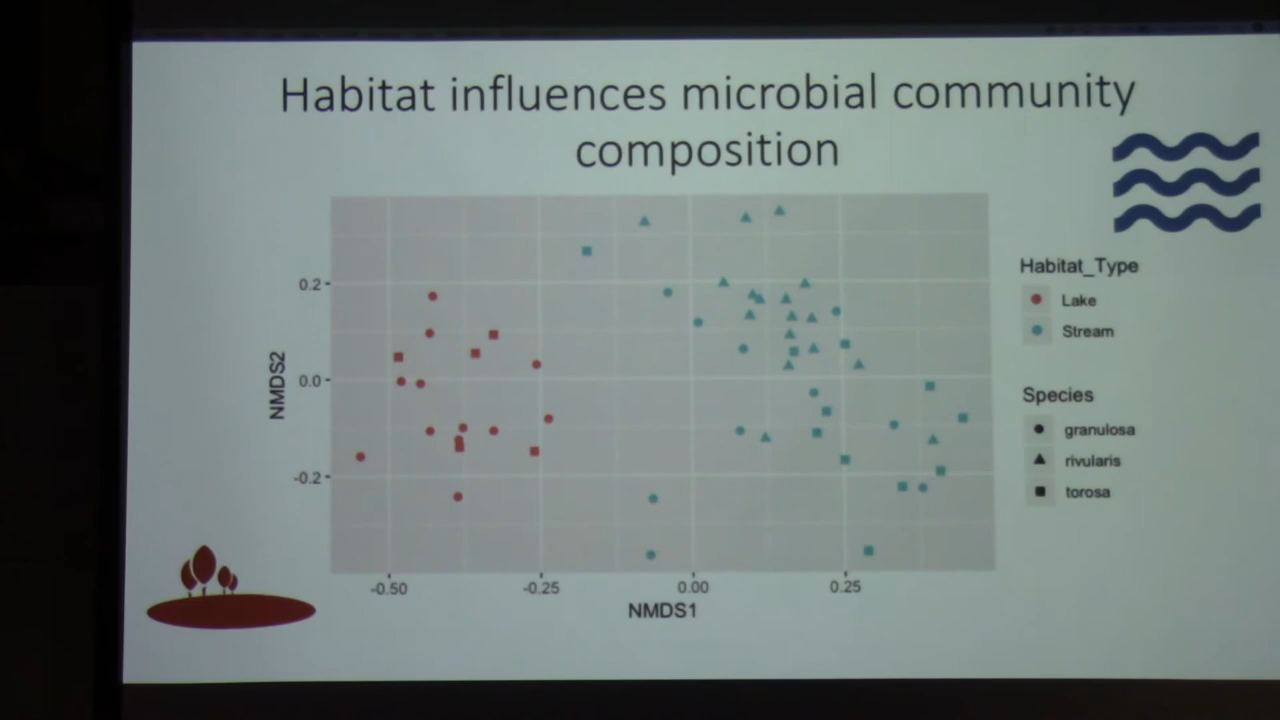 Habitat influences microbial community
composition
Habitat_Type
Lake
Stream
Species
granulosa
rivularis
torosa
NMDS2
0.2
0.0
-0.2
-0.50
-0.25
0.00
0.25
NMDS1